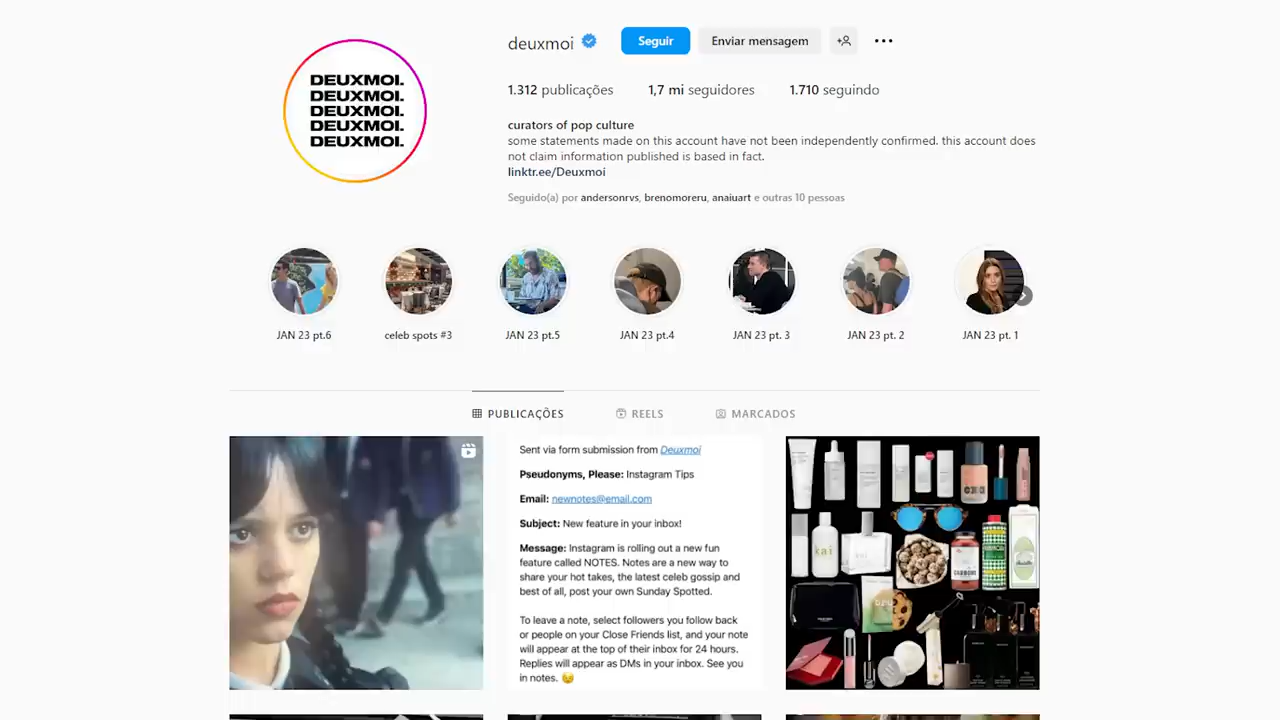 DEUXMOI.
DEUXMOI.
DEUXMOI.
DEUXMOI.
DEUXMOI.
deuxmoi
Seguir
Enviar mensagem
1.312 publicações
1,7 mi seguidores
1.710 seguindo
curators of pop culture
some statements made on this account have not been independently confirmed. this account does
not claim information published is based in fact.
linktr.ee/Deuxmoi
Seguido(a) por andersonrvs, brenomoreru, anaiuart e outras 10 pessoas
JAN 23 pt.6
celeb spots #3
JAN 23 pt.5
JAN 23 pt.4
JAN 23 pt. 3
JAN 23 pt. 2
JAN 23 pt. 1
PUBLICAÇÕES
REELS
MARCADOS
Sent via form submission from Deuxmoi
Pseudonyms, Please: Instagram Tips
Email: newnotes@email.com
Subject: New feature in your inbox!
Message: Instagram is rolling out a new fun
feature called NOTES. Notes are a new way to
share your hot takes, the latest celeb gossip and
best of all, post your own Sunday Spotted.
To leave a note, select followers you follow back
or people on your Close Friends list, and your note
will appear at the top of their inbox for 24 hours.
Replies will appear as DMs in your inbox. See you
in notes. 😉
kai
CARBONE